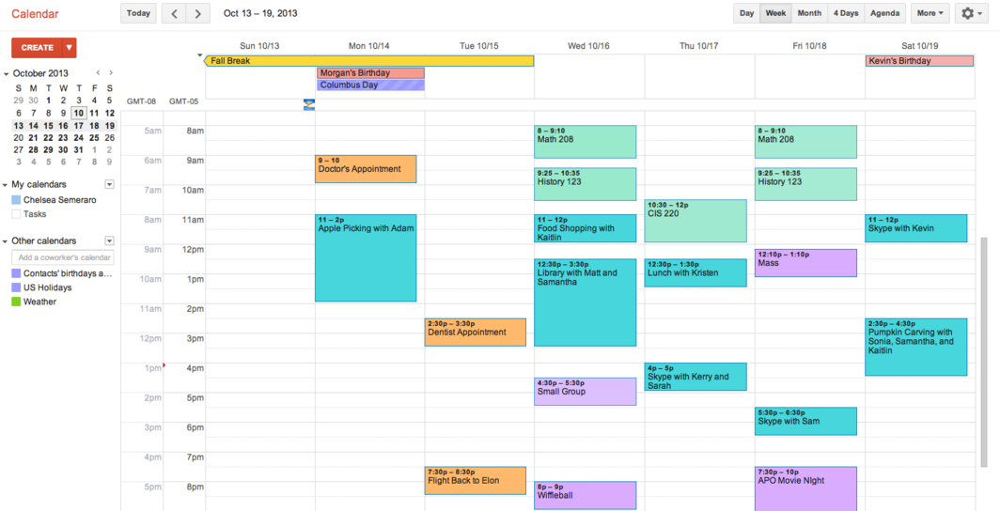 Calendar
Today
Oct 13 – 19, 2013
Day Week Month 4 Days Agenda
More
CREATE
October 2013
S M T W T F S
29 30 1 2 3 4 5
6 7 8 9 10 11 12
13 14 15 16 17 18 19
20 21 22 23 24 25 26
27 28 29 30 31 1 2
3 4 5 6 7 8 9
My calendars
Chelsea Semeraro
Tasks
Other calendars
Add a coworker's calendar
Contacts' birthdays a...
US Holidays
Weather
Sun 10/13 Mon 10/14 Tue 10/15 Wed 10/16 Thu 10/17 Fri 10/18 Sat 10/19
Fall Break
Kevin's Birthday
Morgan's Birthday
Columbus Day
GMT-08 GMT-05
5am 8am
6am 9am
7am 10am
8am 11am
9am 12pm
10am 1pm
11am 2pm
12pm 3pm
1pm 4pm
2pm 5pm
3pm 6pm
4pm 7pm
5pm 8pm
9 – 10
Doctor's Appointment
11 – 2p
Apple Picking with Adam
2:30p – 3:30p
Dentist Appointment
7:30p – 8:30p
Flight Back to Elon
8 – 9:10
Math 208
9:25 – 10:35
History 123
11 – 12p
Food Shopping with
Kaitlin
12:30p – 3:30p
Library with Matt and
Samantha
4:30p – 5:30p
Small Group
8p – 9p
Wiffleball
10:30 – 12p
CIS 220
12:30p – 1:30p
Lunch with Kristen
4p – 5p
Skype with Kerry and
Sarah
8 – 9:10
Math 208
9:25 – 10:35
History 123
12:10p – 1:10p
Mass
5:30p – 6:30p
Skype with Sam
7:30p – 10p
APO Movie NIght
11 – 12p
Skype with Kevin
2:30p – 4:30p
Pumpkin Carving with
Sonia, Samantha, and
Kaitlin